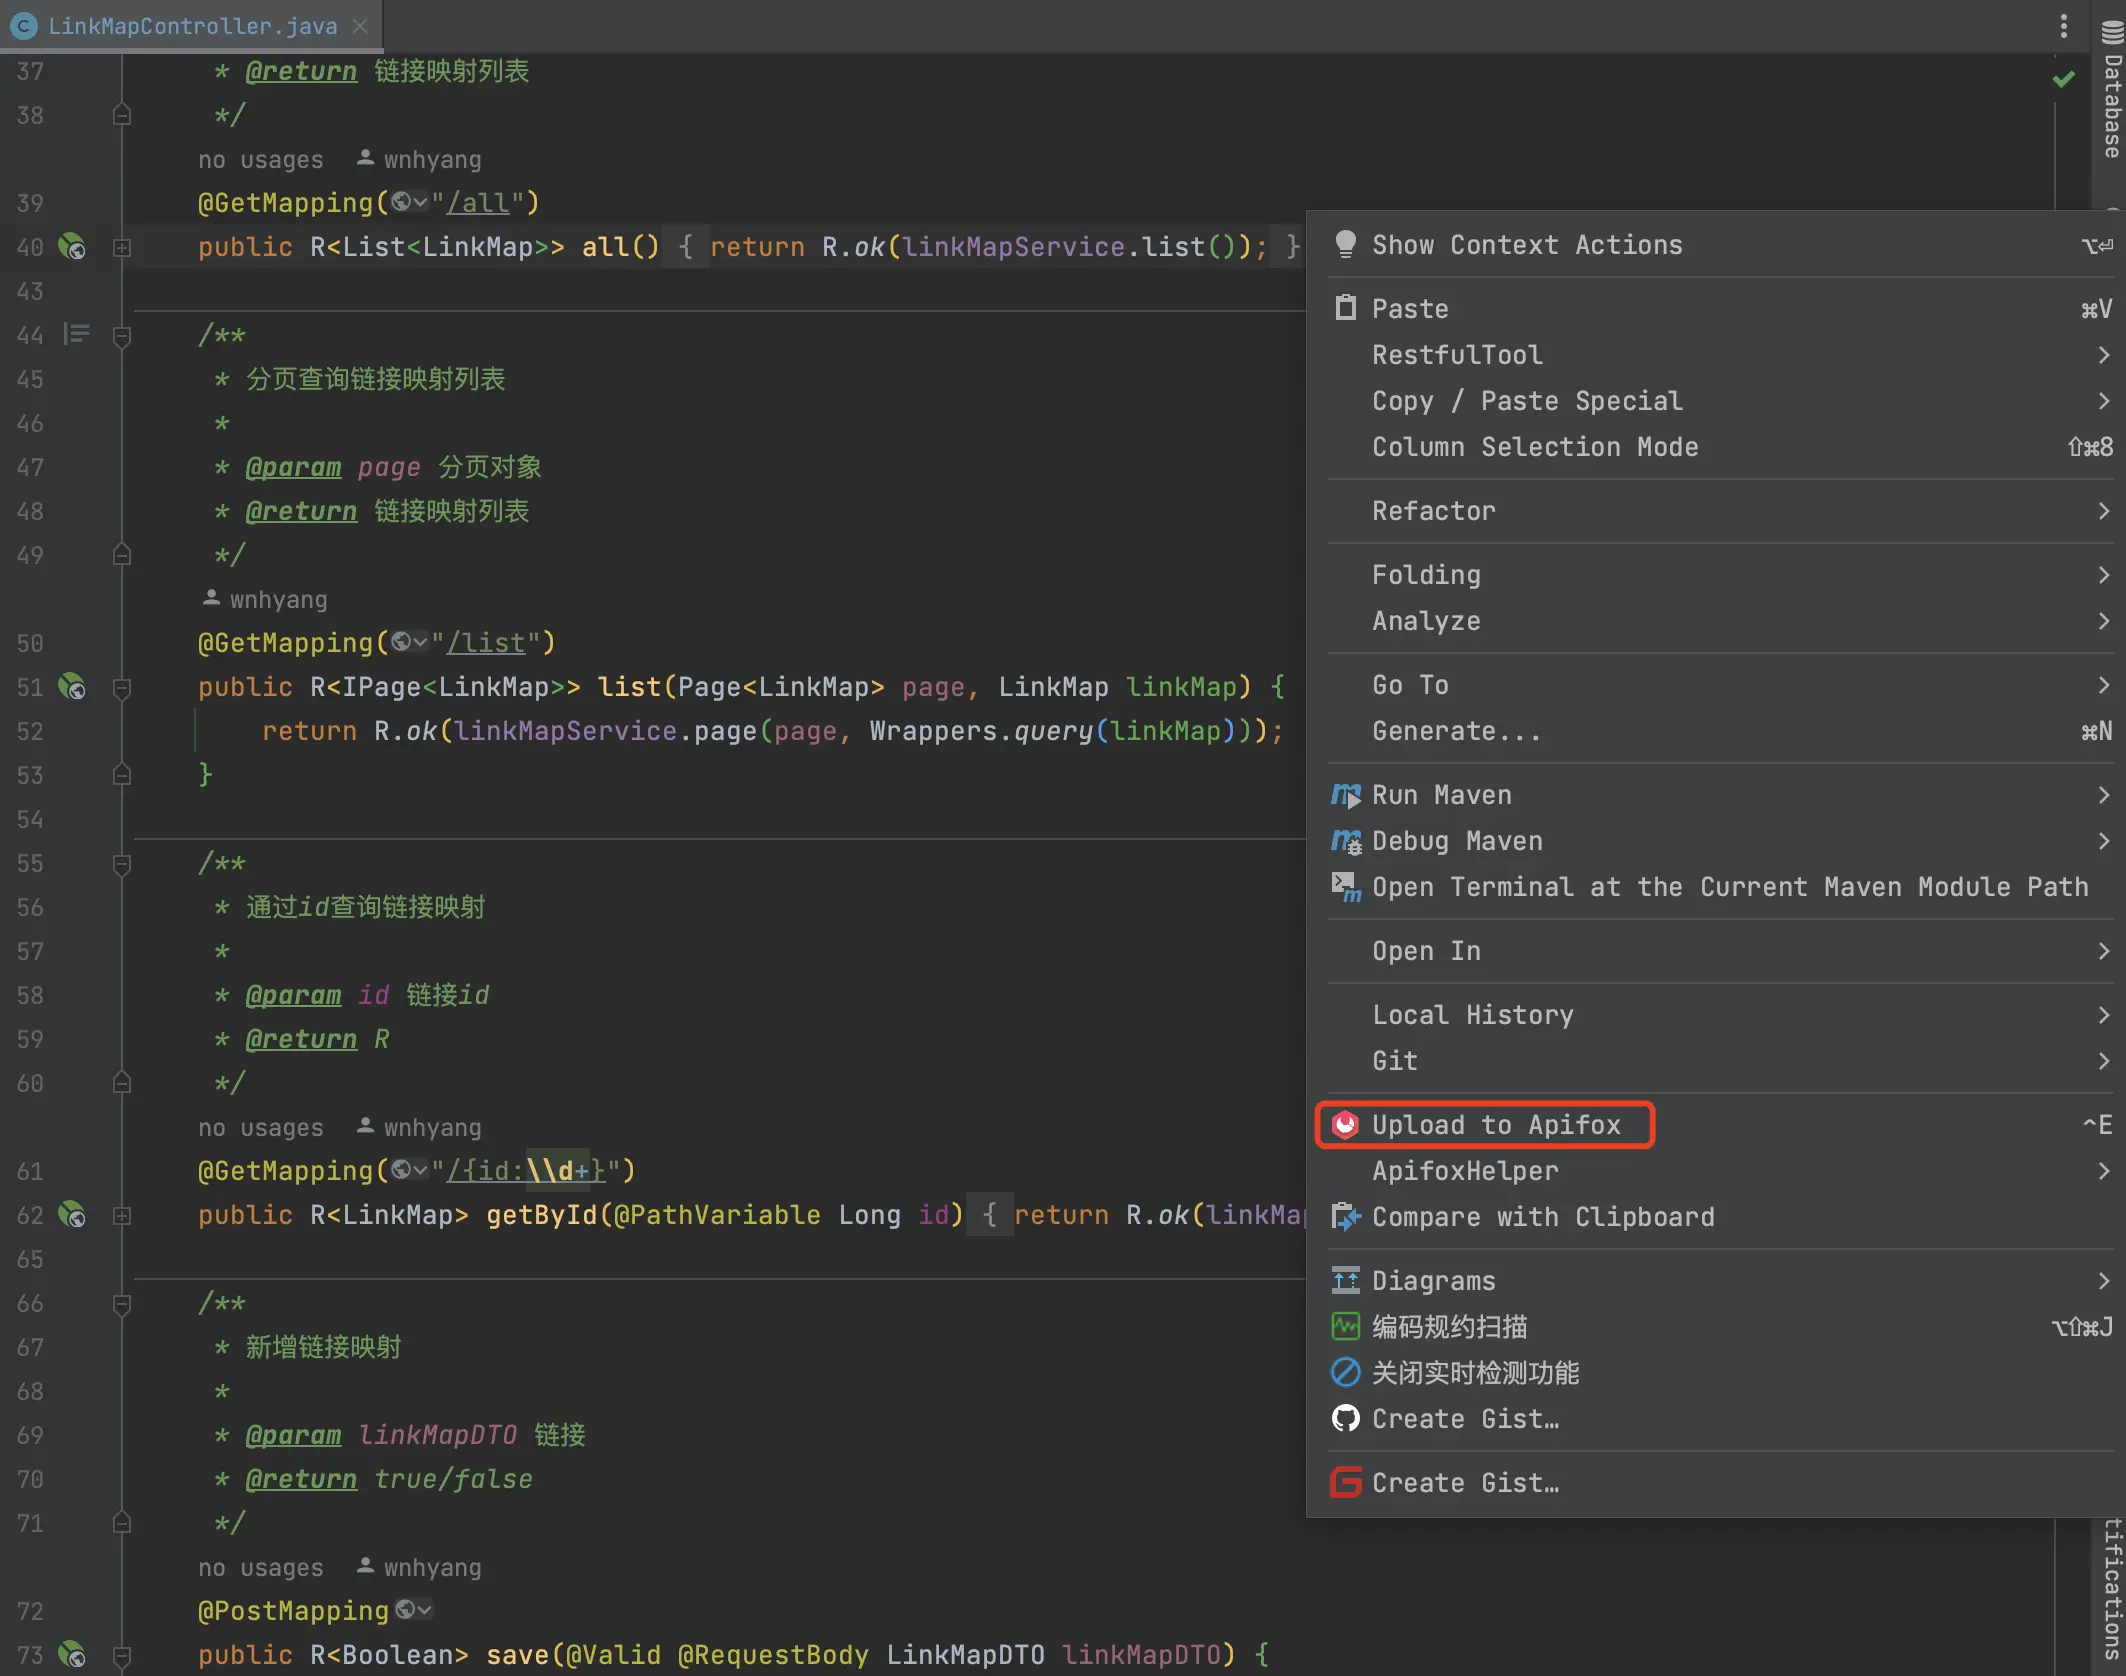 LinkMapController.java
37 * @return 链接映射列表
38 */
no usages wnhyang
39 @GetMapping("/all")
40 public R<List<LinkMap>> all() { return R.ok(linkMapService.list()); }
43
44 /**
45 * 分页查询链接映射列表
46 *
47 * @param page 分页对象
48 * @return 链接映射列表
49 */
wnhyang
50 @GetMapping("/list")
51 public R<IPage<LinkMap>> list(Page<LinkMap> page, LinkMap linkMap) {
52 return R.ok(linkMapService.page(page, Wrappers.query(linkMap)));
53 }
54
55 /**
56 * 通过id查询链接映射
57 *
58 * @param id 链接id
59 * @return R
60 */
no usages wnhyang
61 @GetMapping("/{id:\\d+}")
62 public R<LinkMap> getById(@PathVariable Long id) { return R.ok(linkMa
65
66 /**
67 * 新增链接映射
68 *
69 * @param linkMapDTO 链接
70 * @return true/false
71 */
no usages wnhyang
72 @PostMapping
73 public R<Boolean> save(@Valid @RequestBody LinkMapDTO linkMapDTO) {
Show Context Actions ⌥⏎
Paste ⌘V
RestfulTool
Copy / Paste Special
Column Selection Mode ⇧⌘8
Refactor
Folding
Analyze
Go To
Generate... ⌘N
Run Maven
Debug Maven
Open Terminal at the Current Maven Module Path
Open In
Local History
Git
Upload to Apifox ^E
ApifoxHelper
Compare with Clipboard
Diagrams
编码规约扫描 ⌥⇧⌘J
关闭实时检测功能
Create Gist…
Create Gist…
Database
tifications